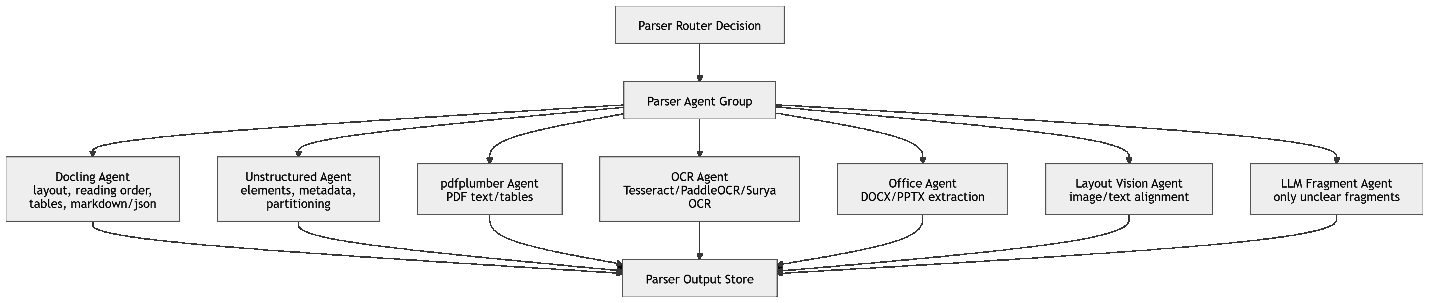 Parser Router Decision
Parser Agent Group
Docling Agent
layout, reading order,
tables, markdown/json
Unstructured Agent
elements, metadata,
partitioning
pdfplumber Agent
PDF text/tables
OCR Agent
Tesseract/PaddleOCR/Surya
OCR
Office Agent
DOCX/PPTX extraction
Layout Vision Agent
image/text alignment
LLM Fragment Agent
only unclear fragments
Parser Output Store